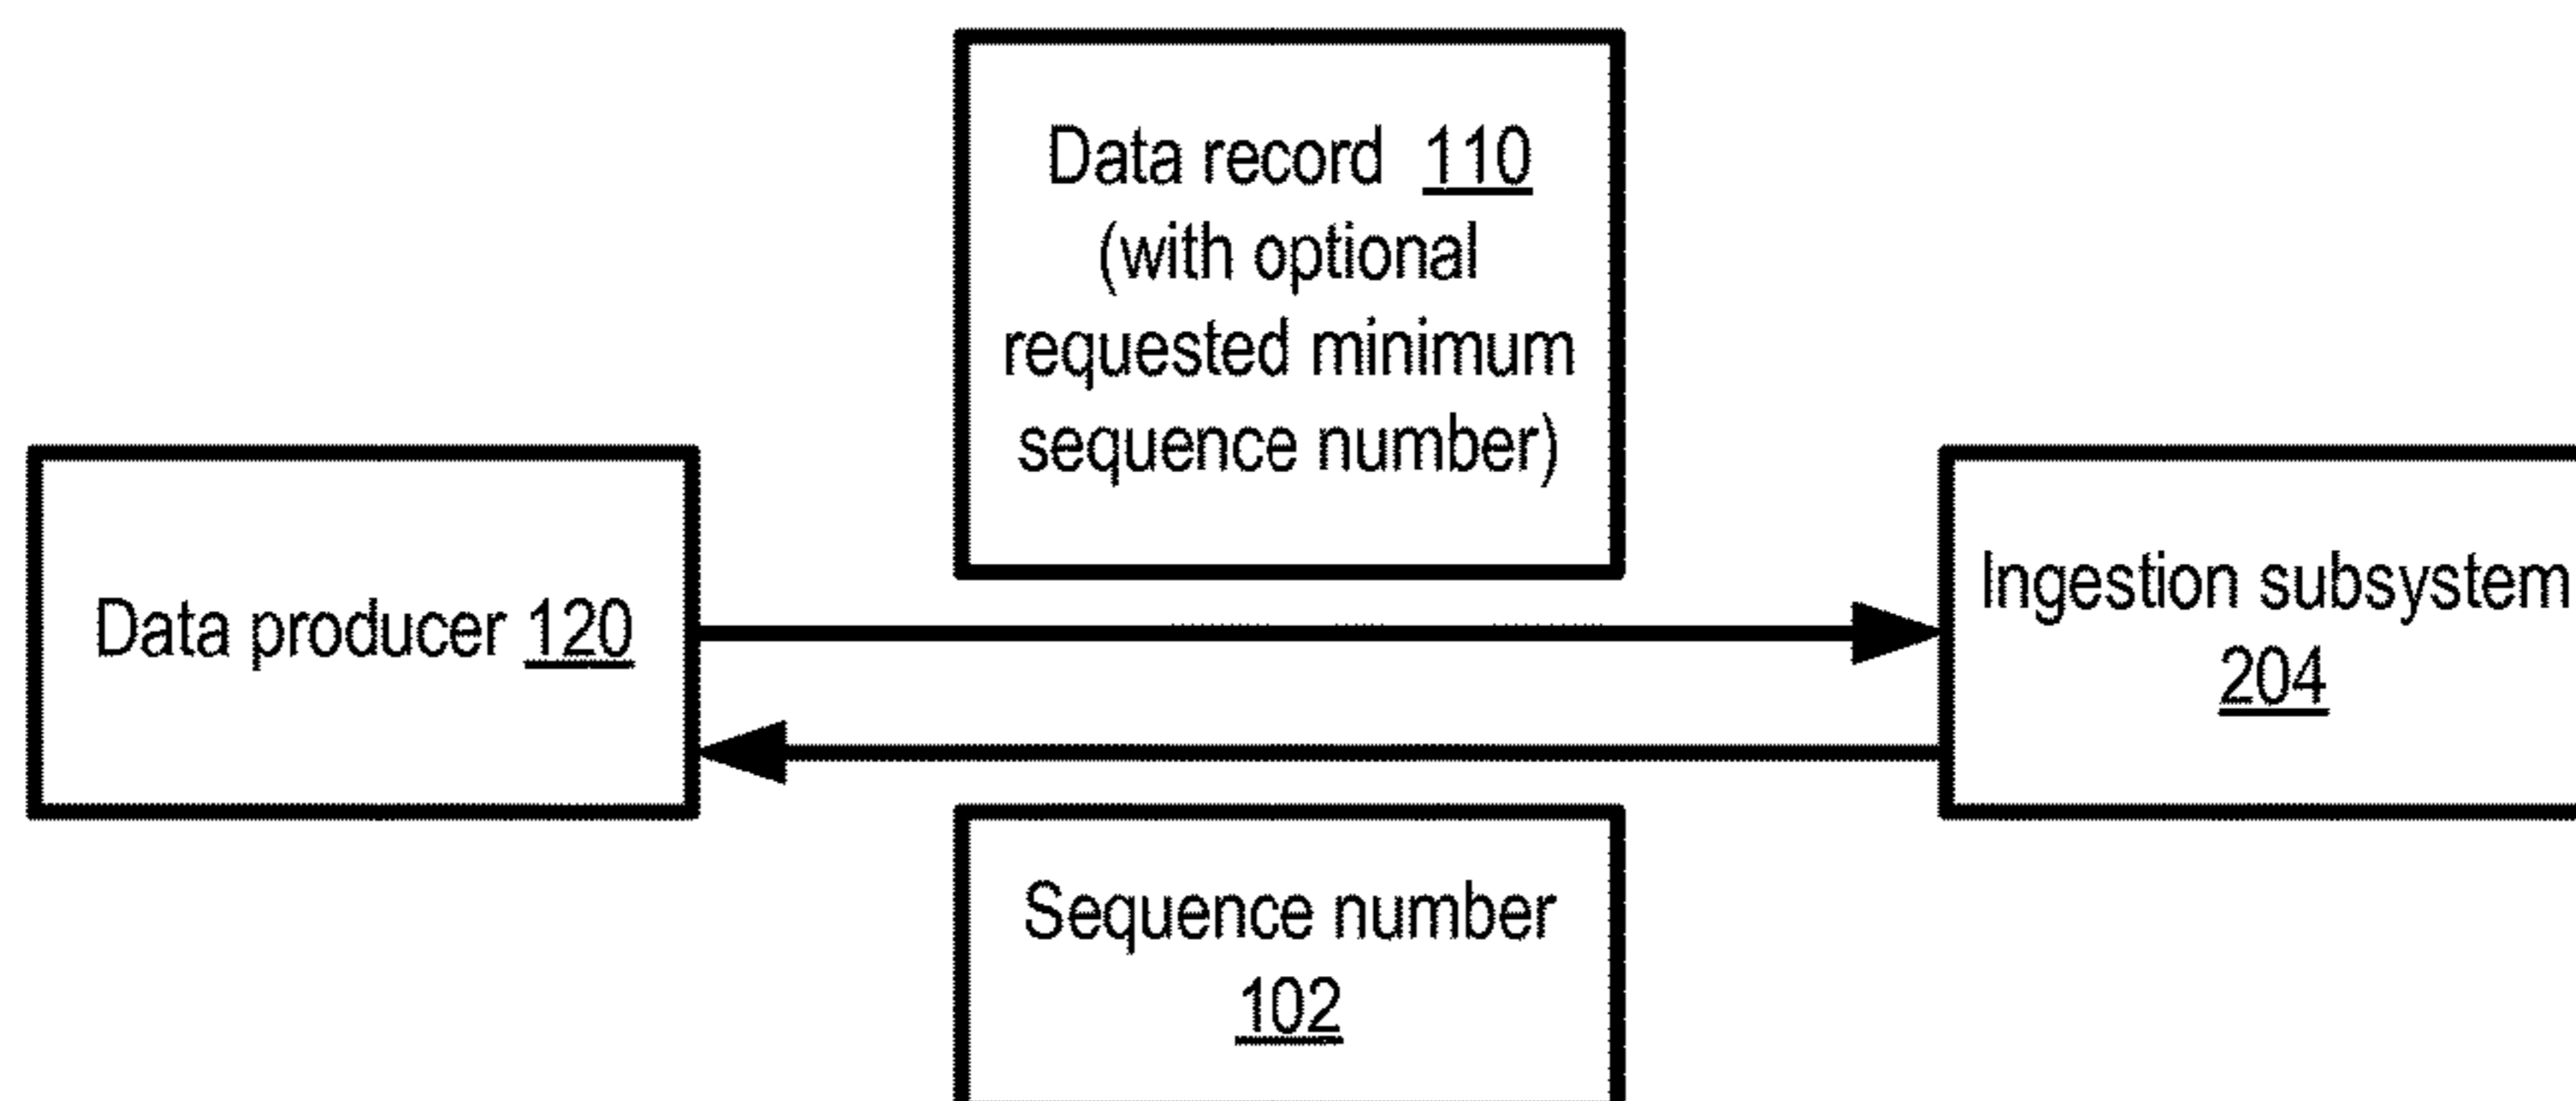 Data record 110
(with optional
requested minimum
sequence number)
Data producer 120
Ingestion subsystem
204
Sequence number
102